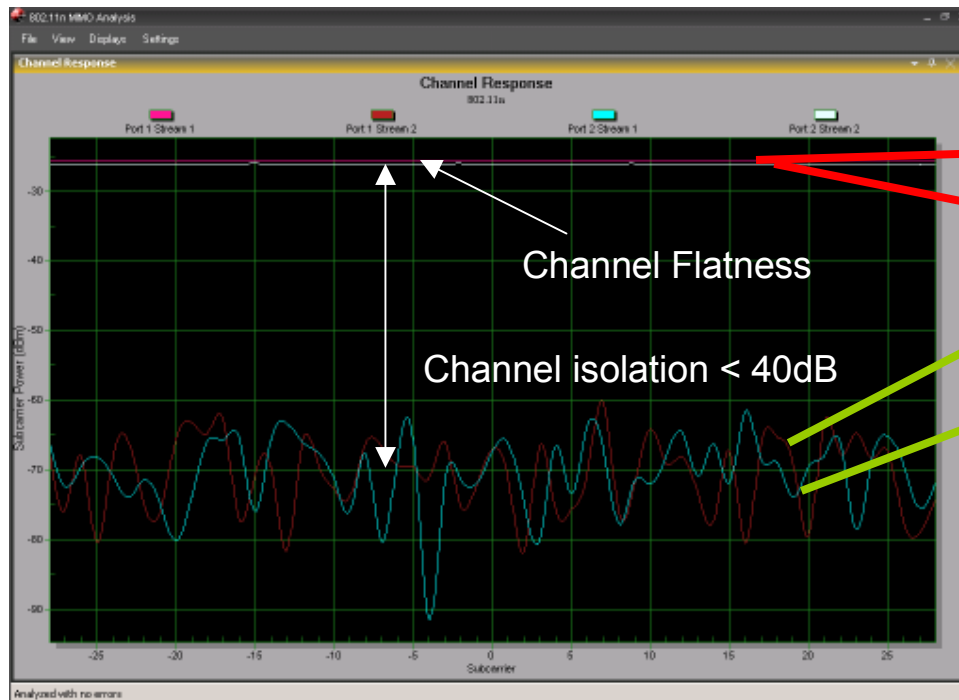 802.11n MIMO Analysis
File View Displays Settings
Channel Response
Channel Response
802.11n
Port 1 Stream 1 Port 1 Stream 2 Port 2 Stream 1 Port 2 Stream 2
Channel Flatness
Channel isolation < 40dB
Subcarrier Power (dBm)
-30
-40
-50
-60
-70
-80
-90
-25 -20 -15 -10 -5 0 5 10 15 20 25
Subcarrier
Analyzed with no errors